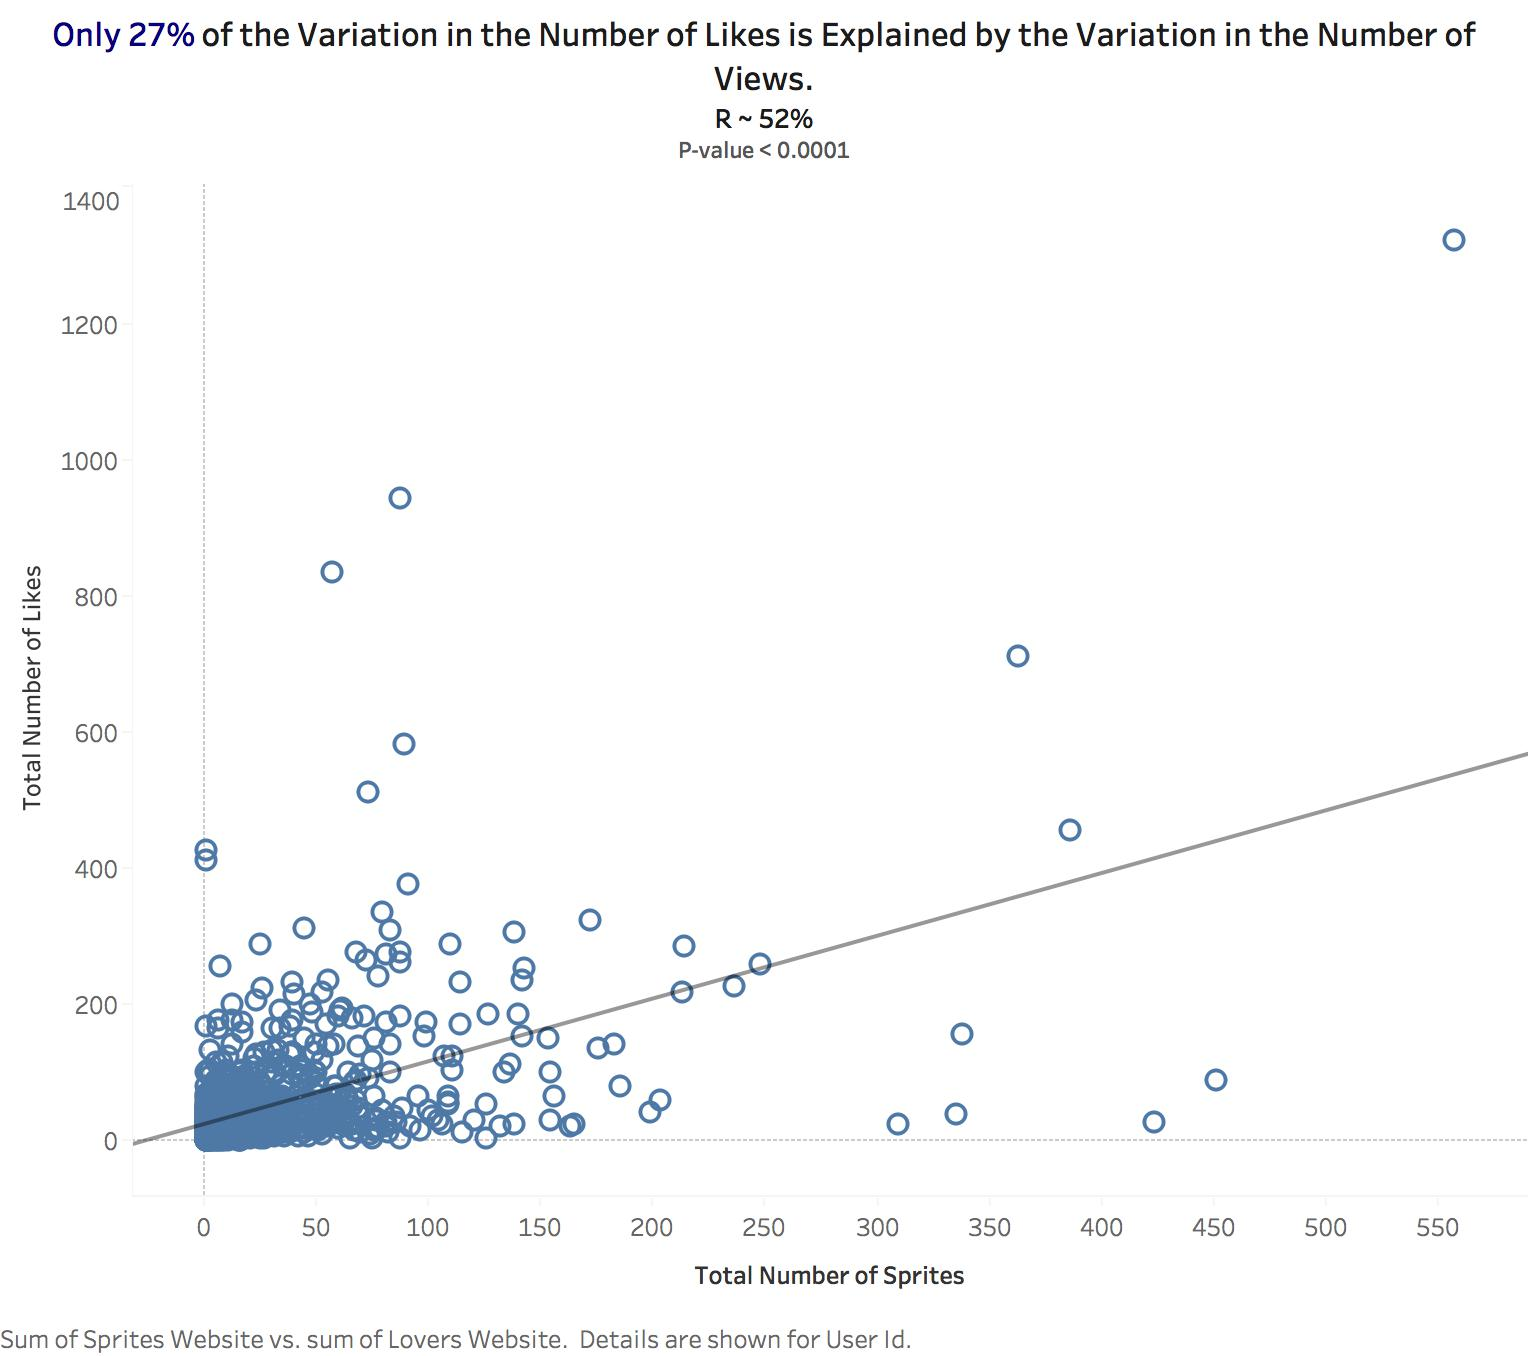 Only 27% of the Variation in the Number of Likes is Explained by the Variation in the Number of
Views.
R ~ 52%
P-value < 0.0001
1400
1200
1000
800
600
400
200
0
Total Number of Likes
0 50 100 150 200 250 300 350 400 450 500 550
Total Number of Sprites
Sum of Sprites Website vs. sum of Lovers Website. Details are shown for User Id.